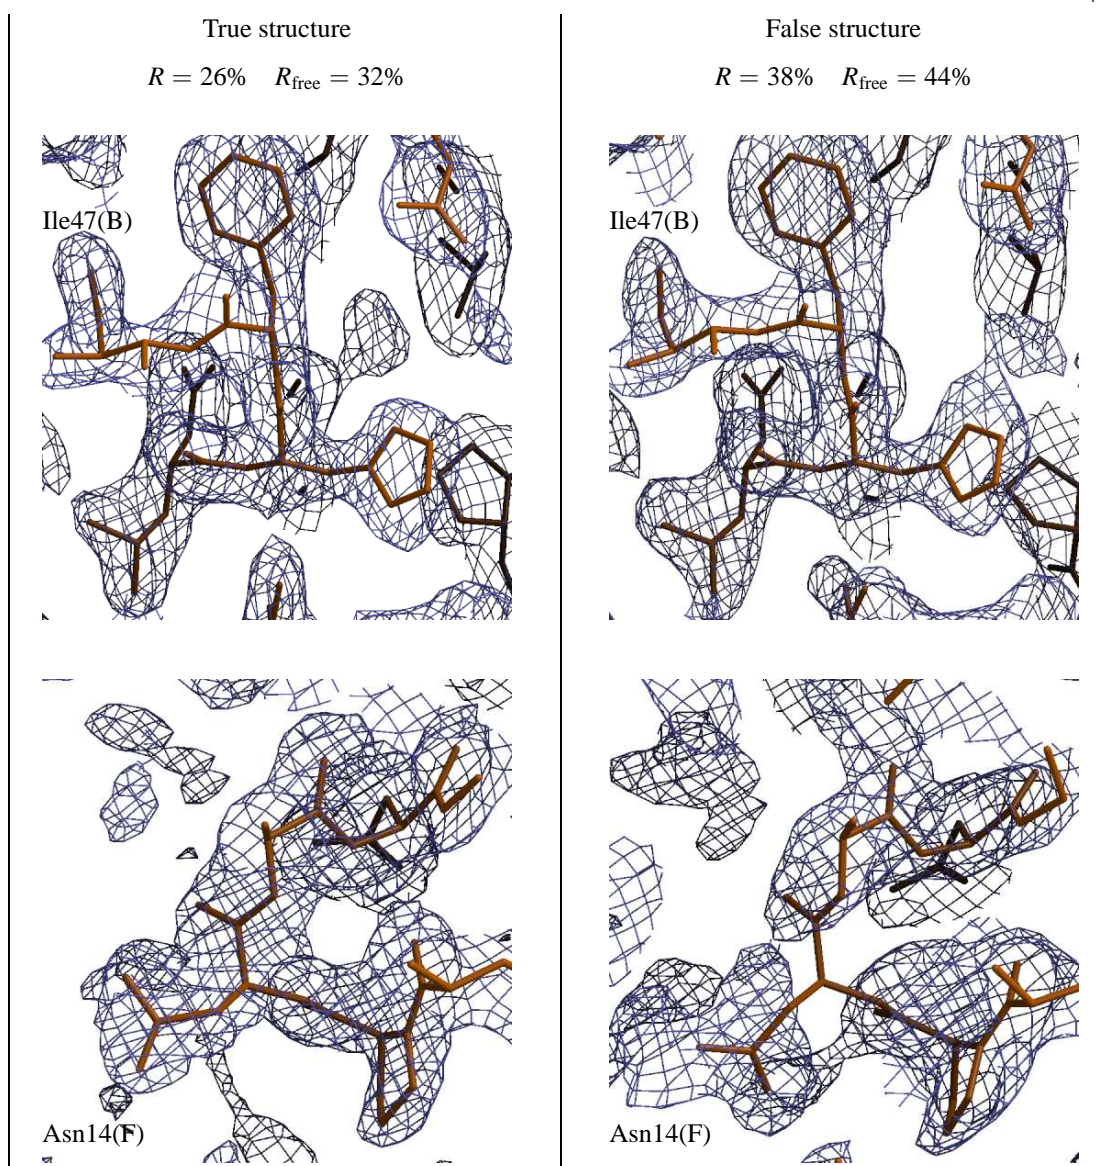 True structure
R = 26% R_free = 32%
False structure
R = 38% R_free = 44%
Ile47(B)
Ile47(B)
Asn14(F)
Asn14(F)